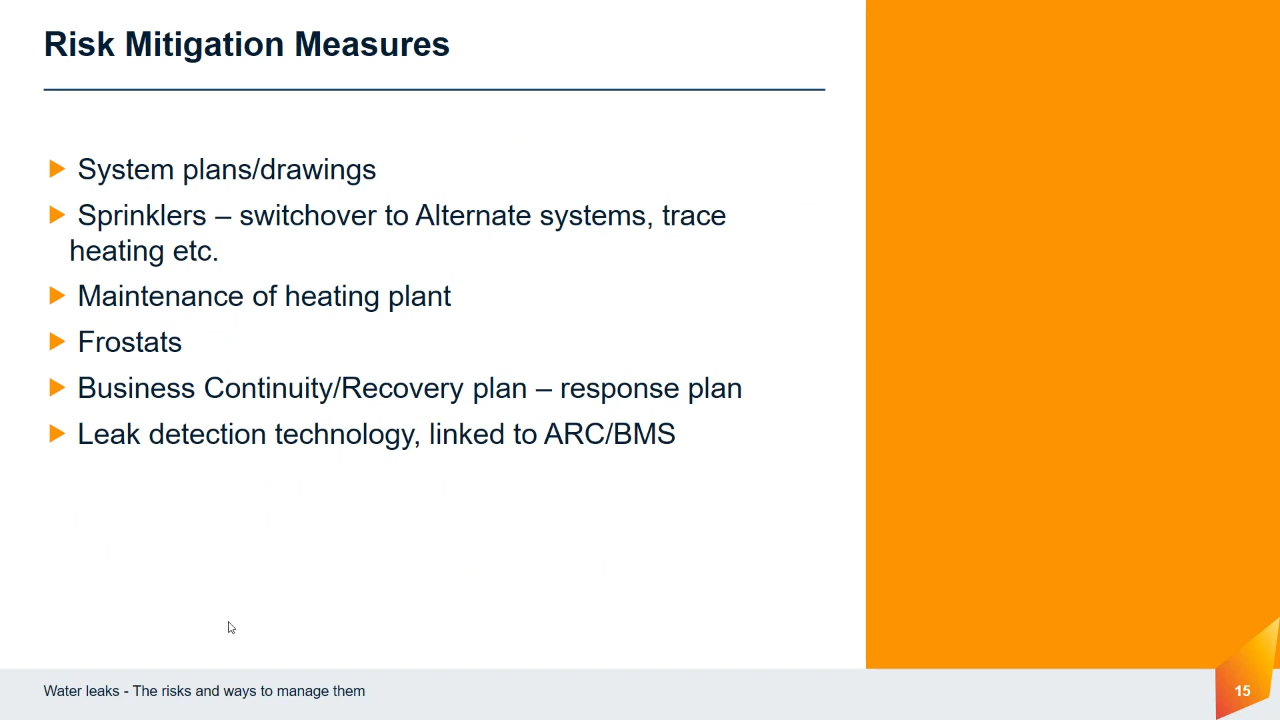 Risk Mitigation Measures
System plans/drawings
Sprinklers – switchover to Alternate systems, trace
heating etc.
Maintenance of heating plant
Frostats
Business Continuity/Recovery plan – response plan
Leak detection technology, linked to ARC/BMS
Water leaks - The risks and ways to manage them
15